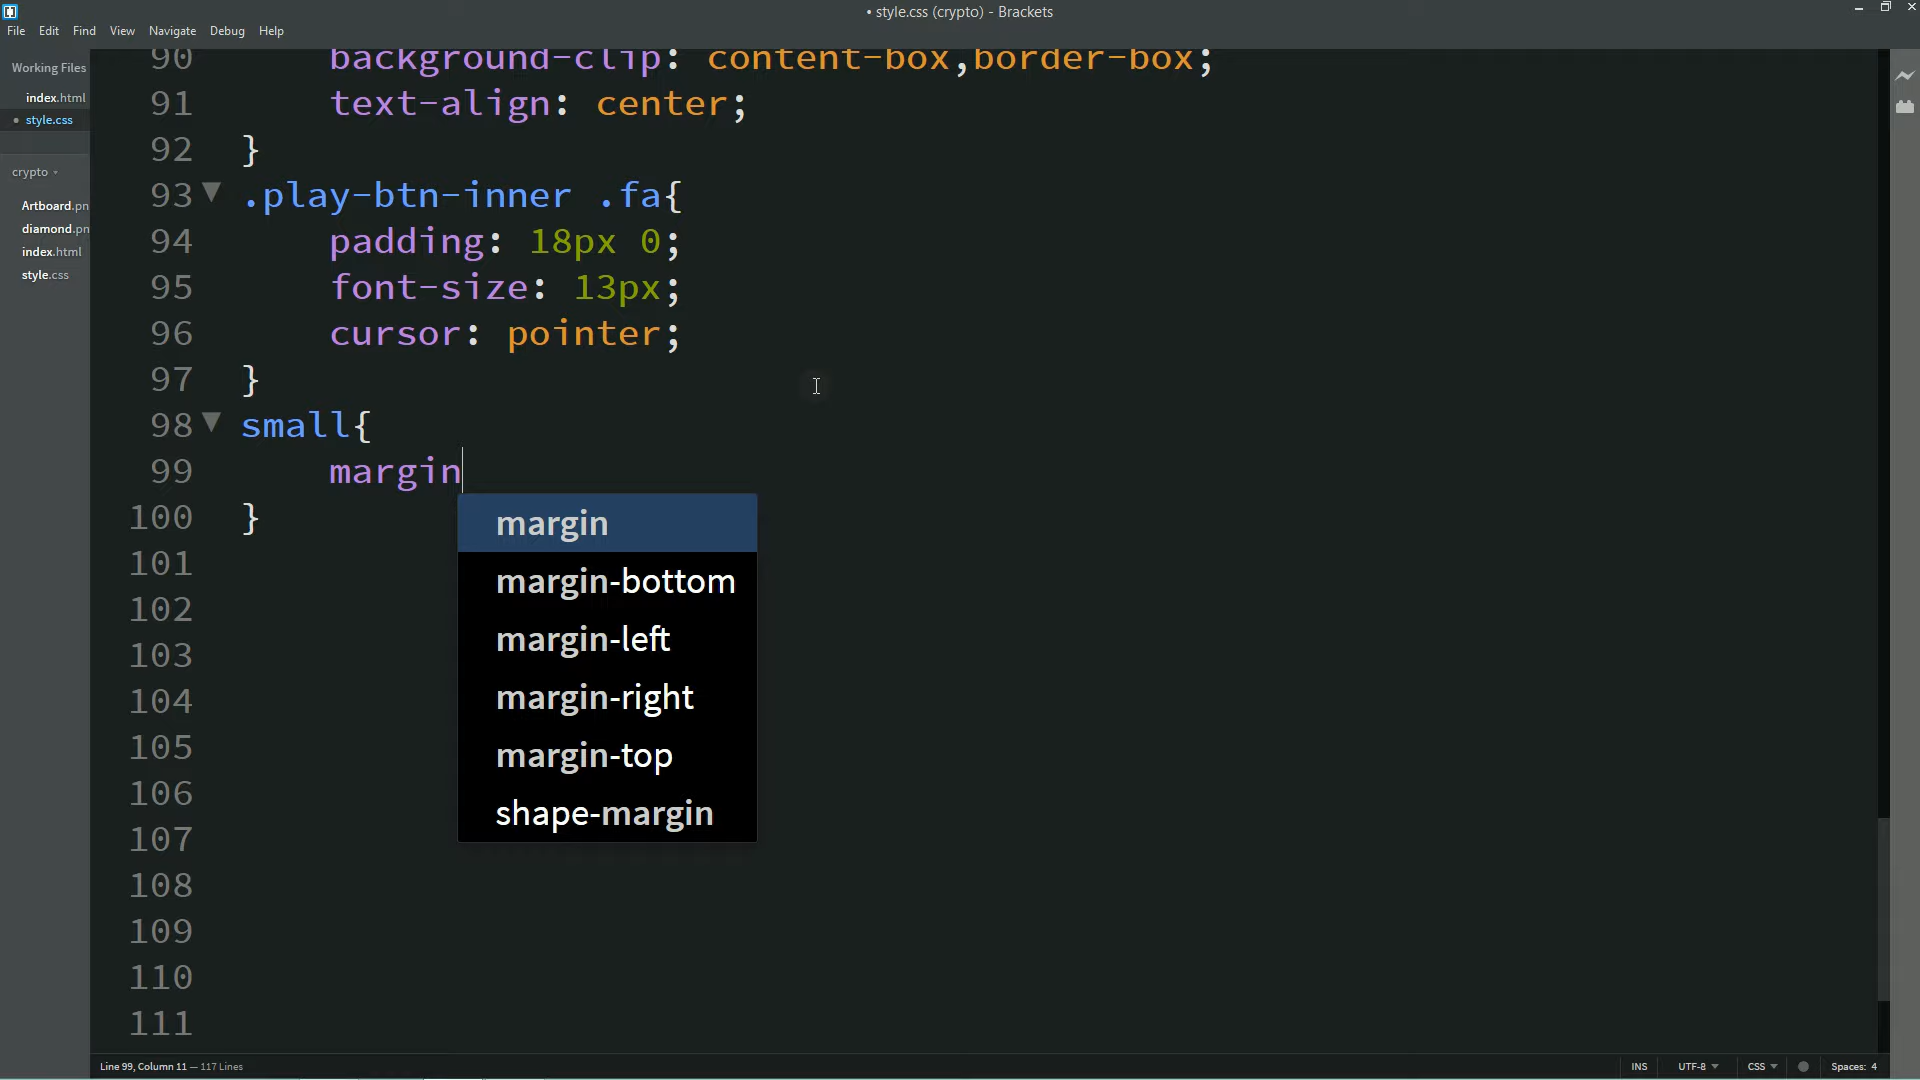 • style.css (crypto) - Brackets
File Edit Find View Navigate Debug Help
Working Files
index.html
• style.css
crypto
Artboard.pn
diamond.pn
index.html
style.css
90 background-clip: content-box,border-box;
91 text-align: center;
92 }
93 .play-btn-inner .fa{
94 padding: 18px 0;
95 font-size: 13px;
96 cursor: pointer;
97 }
98 small{
99 margin
100 }
101
102
103
104
105
106
107
108
109
110
111
margin
margin-bottom
margin-left
margin-right
margin-top
shape-margin
Line 99, Column 11 — 117 Lines
INS UTF-8 CSS Spaces: 4